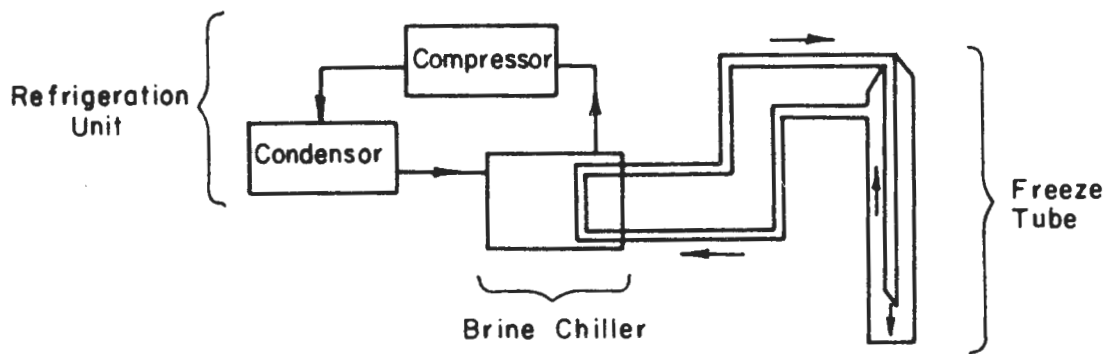 Compressor
Refrigeration
Unit
Condensor
Freeze
Tube
Brine Chiller